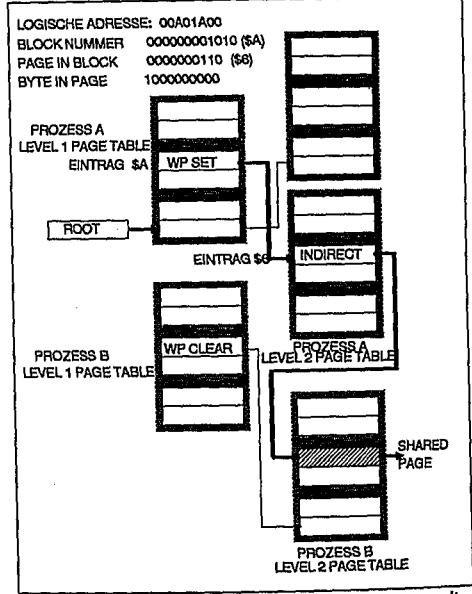 LOGISCHE ADRESSE: 00A01A00
BLOCK NUMMER 000000001010 ($A)
PAGE IN BLOCK 0000000110 ($6)
BYTE IN PAGE 1000000000
PROZESS A
LEVEL 1 PAGE TABLE
EINTRAG $A
WP SET
ROOT
EINTRAG $6
INDIRECT
PROZESS A
LEVEL 2 PAGE TABLE
PROZESS B
LEVEL 1 PAGE TABLE
WP CLEAR
SHARED
PAGE
PROZESS B
LEVEL 2 PAGE TABLE